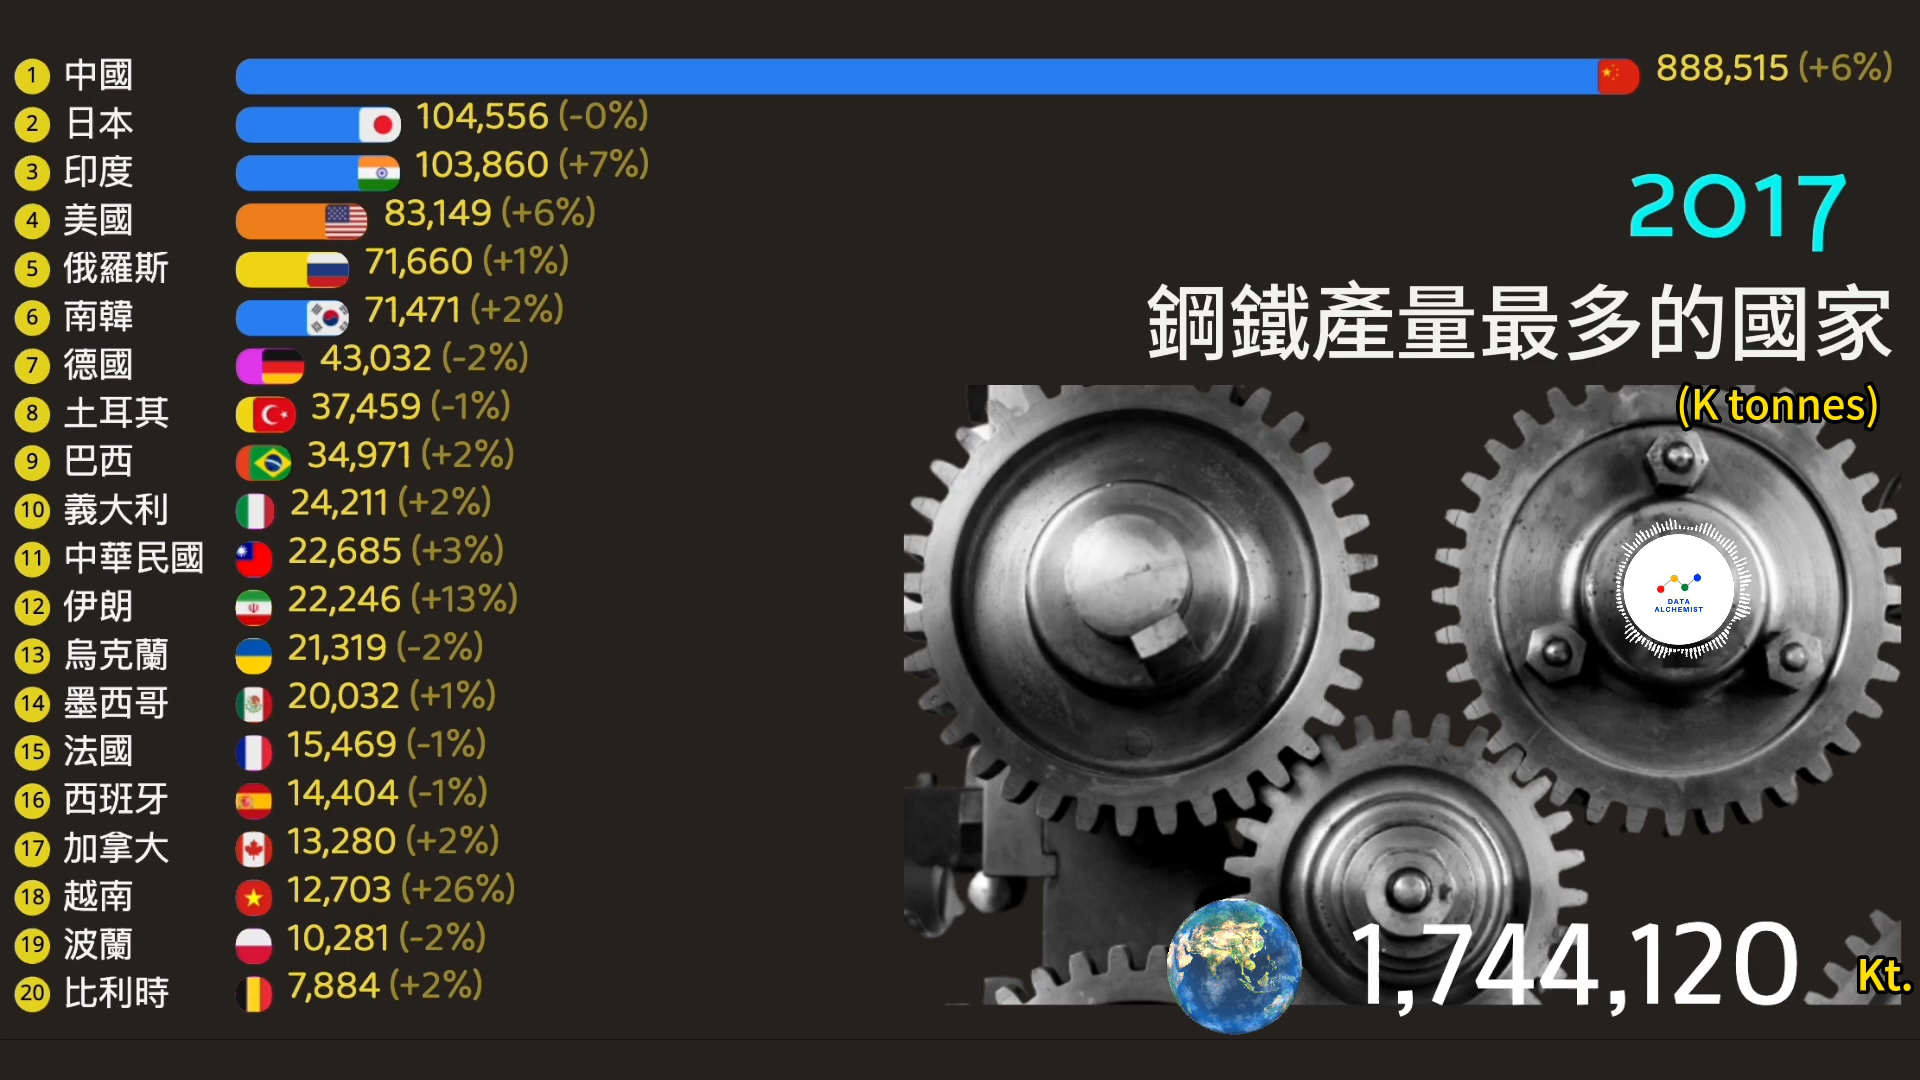 1 中國 888,515 (+6%)
2 日本 104,556 (-0%)
3 印度 103,860 (+7%)
4 美國 83,149 (+6%)
5 俄羅斯 71,660 (+1%)
6 南韓 71,471 (+2%)
7 德國 43,032 (-2%)
8 土耳其 37,459 (-1%)
9 巴西 34,971 (+2%)
10 義大利 24,211 (+2%)
11 中華民國 22,685 (+3%)
12 伊朗 22,246 (+13%)
13 烏克蘭 21,319 (-2%)
14 墨西哥 20,032 (+1%)
15 法國 15,469 (-1%)
16 西班牙 14,404 (-1%)
17 加拿大 13,280 (+2%)
18 越南 12,703 (+26%)
19 波蘭 10,281 (-2%)
20 比利時 7,884 (+2%)
2017
鋼鐵產量最多的國家
(K tonnes)
DATA
ALCHEMIST
1,744,120 Kt.